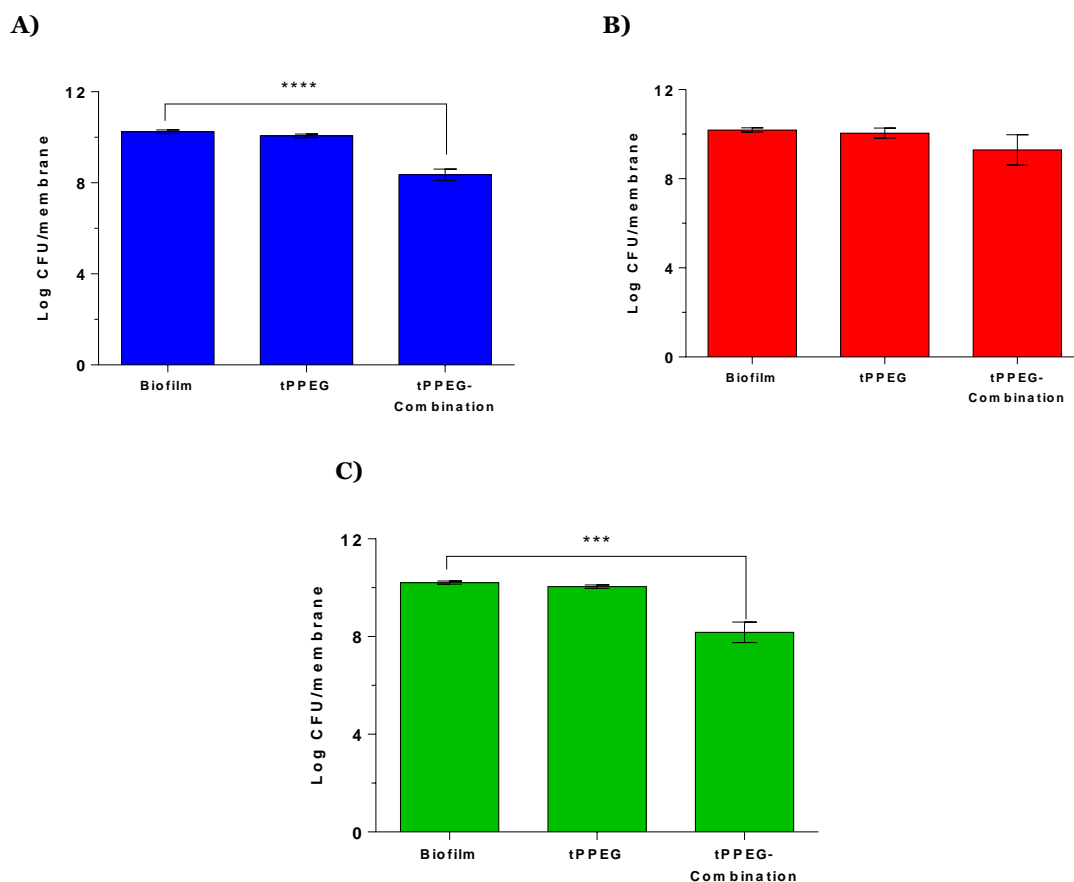 A)
B)
****
12
8
4
0
Log CFU/membrane
Biofilm
tPPEG
tPPEG-
Combination
12
8
4
0
Log CFU/membrane
Biofilm
tPPEG
tPPEG-
Combination
C)
***
12
8
4
0
Log CFU/membrane
Biofilm
tPPEG
tPPEG-
Combination